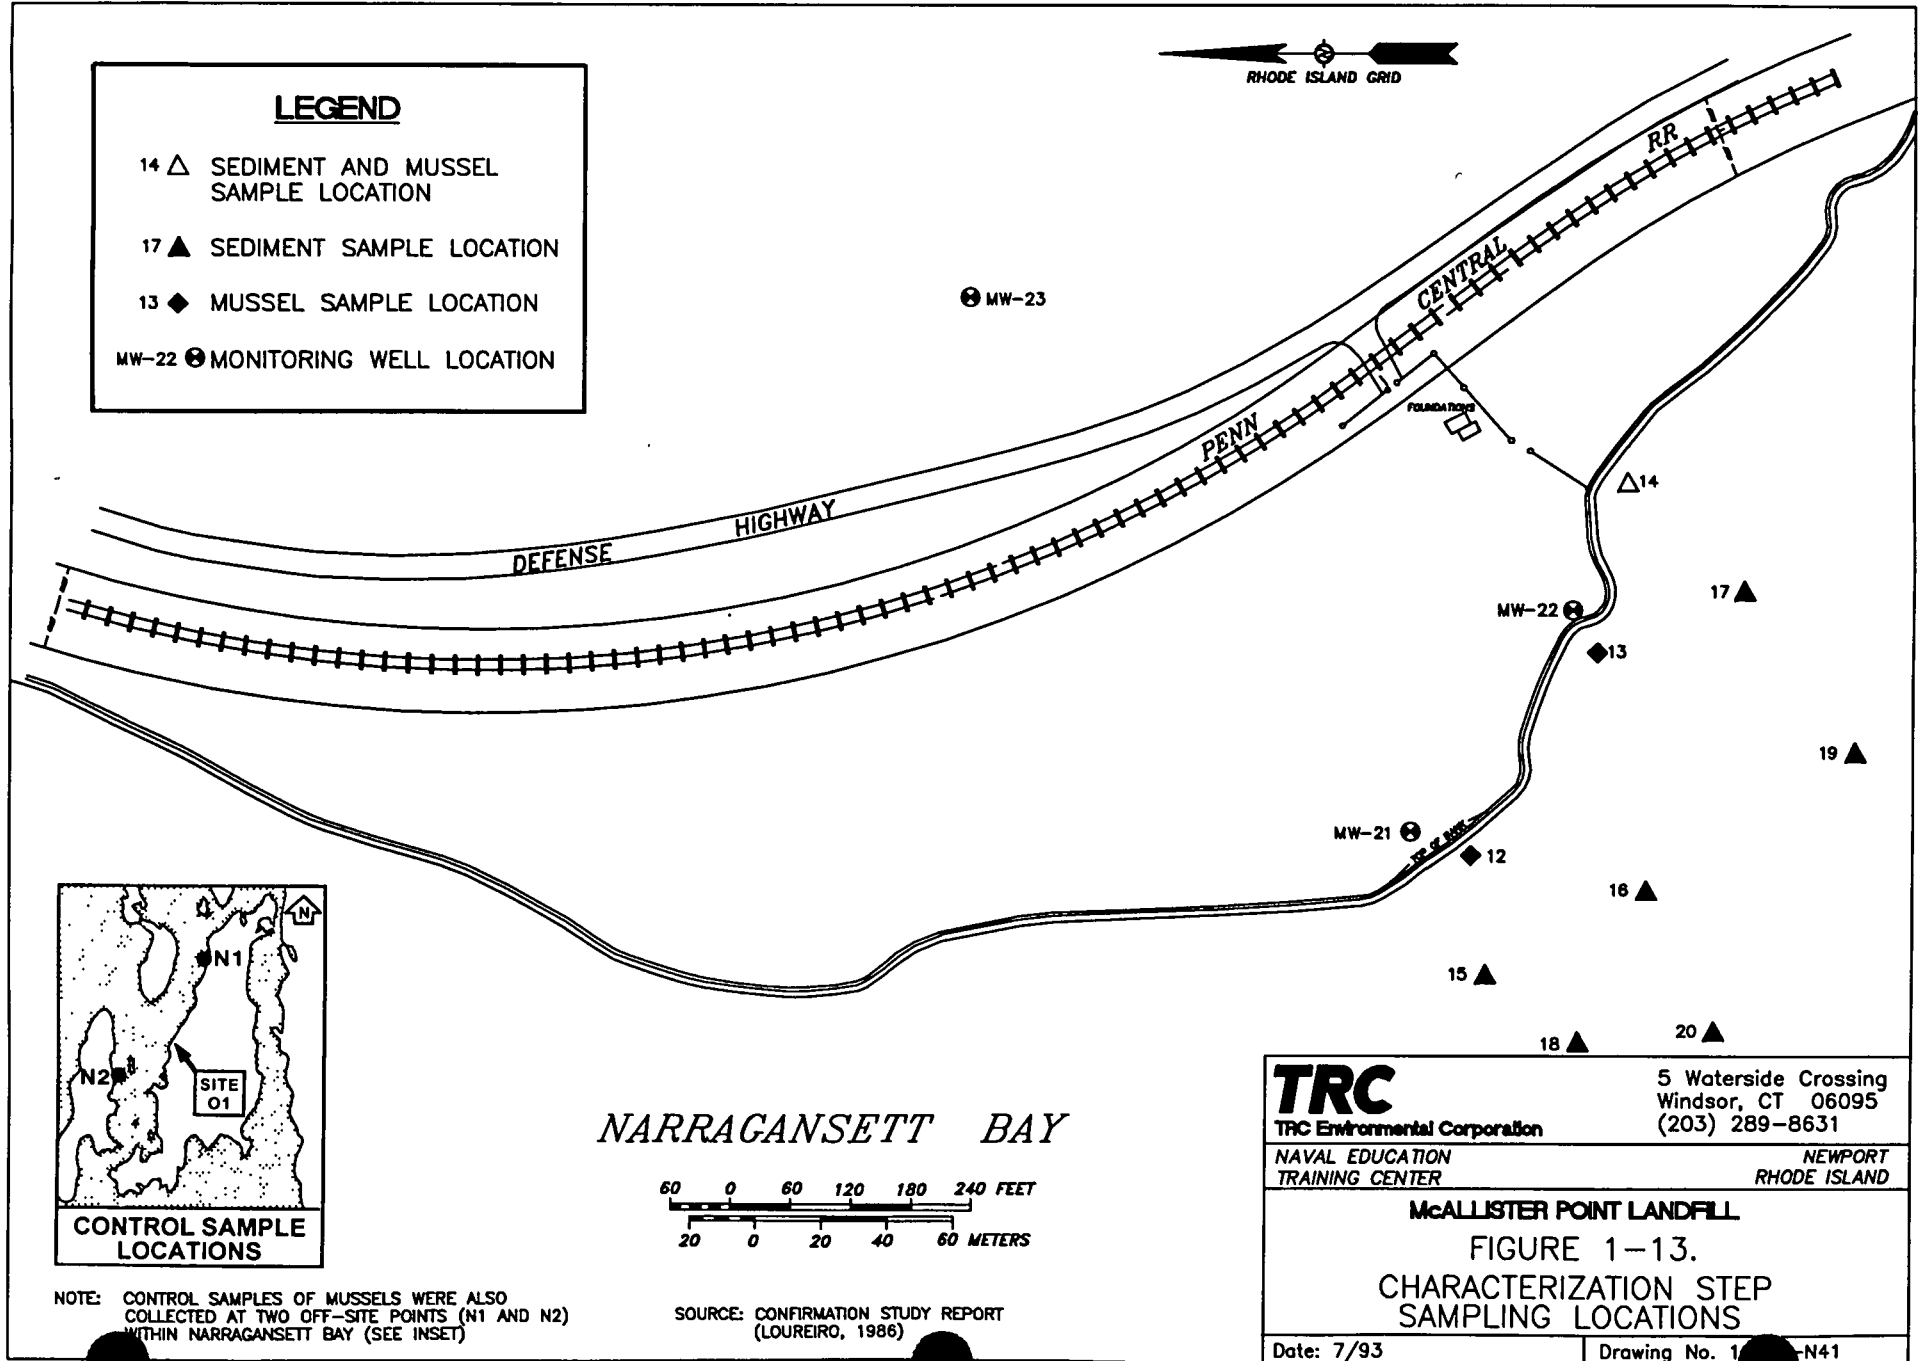 RHODE ISLAND GRID
LEGEND
14 SEDIMENT AND MUSSEL
SAMPLE LOCATION
17 SEDIMENT SAMPLE LOCATION
13 MUSSEL SAMPLE LOCATION
MW-22 MONITORING WELL LOCATION
MW-23
RR
CENTRAL
PENN
FOUNDATIONS
HIGHWAY
DEFENSE
14
17
MW-22
13
19
MW-21
TOP OF BANK
12
16
15
18
20
N
N1
N2
SITE
01
CONTROL SAMPLE
LOCATIONS
NARRAGANSETT BAY
60 0 60 120 180 240 FEET
20 0 20 40 60 METERS
NOTE: CONTROL SAMPLES OF MUSSELS WERE ALSO
COLLECTED AT TWO OFF-SITE POINTS (N1 AND N2)
WITHIN NARRAGANSETT BAY (SEE INSET)
SOURCE: CONFIRMATION STUDY REPORT
(LOUREIRO, 1986)
TRC
TRC Environmental Corporation
5 Waterside Crossing
Windsor, CT 06095
(203) 289-8631
NAVAL EDUCATION
TRAINING CENTER
NEWPORT
RHODE ISLAND
McALLISTER POINT LANDFILL
FIGURE 1-13.
CHARACTERIZATION STEP
SAMPLING LOCATIONS
Date: 7/93
Drawing No. 1 -N41